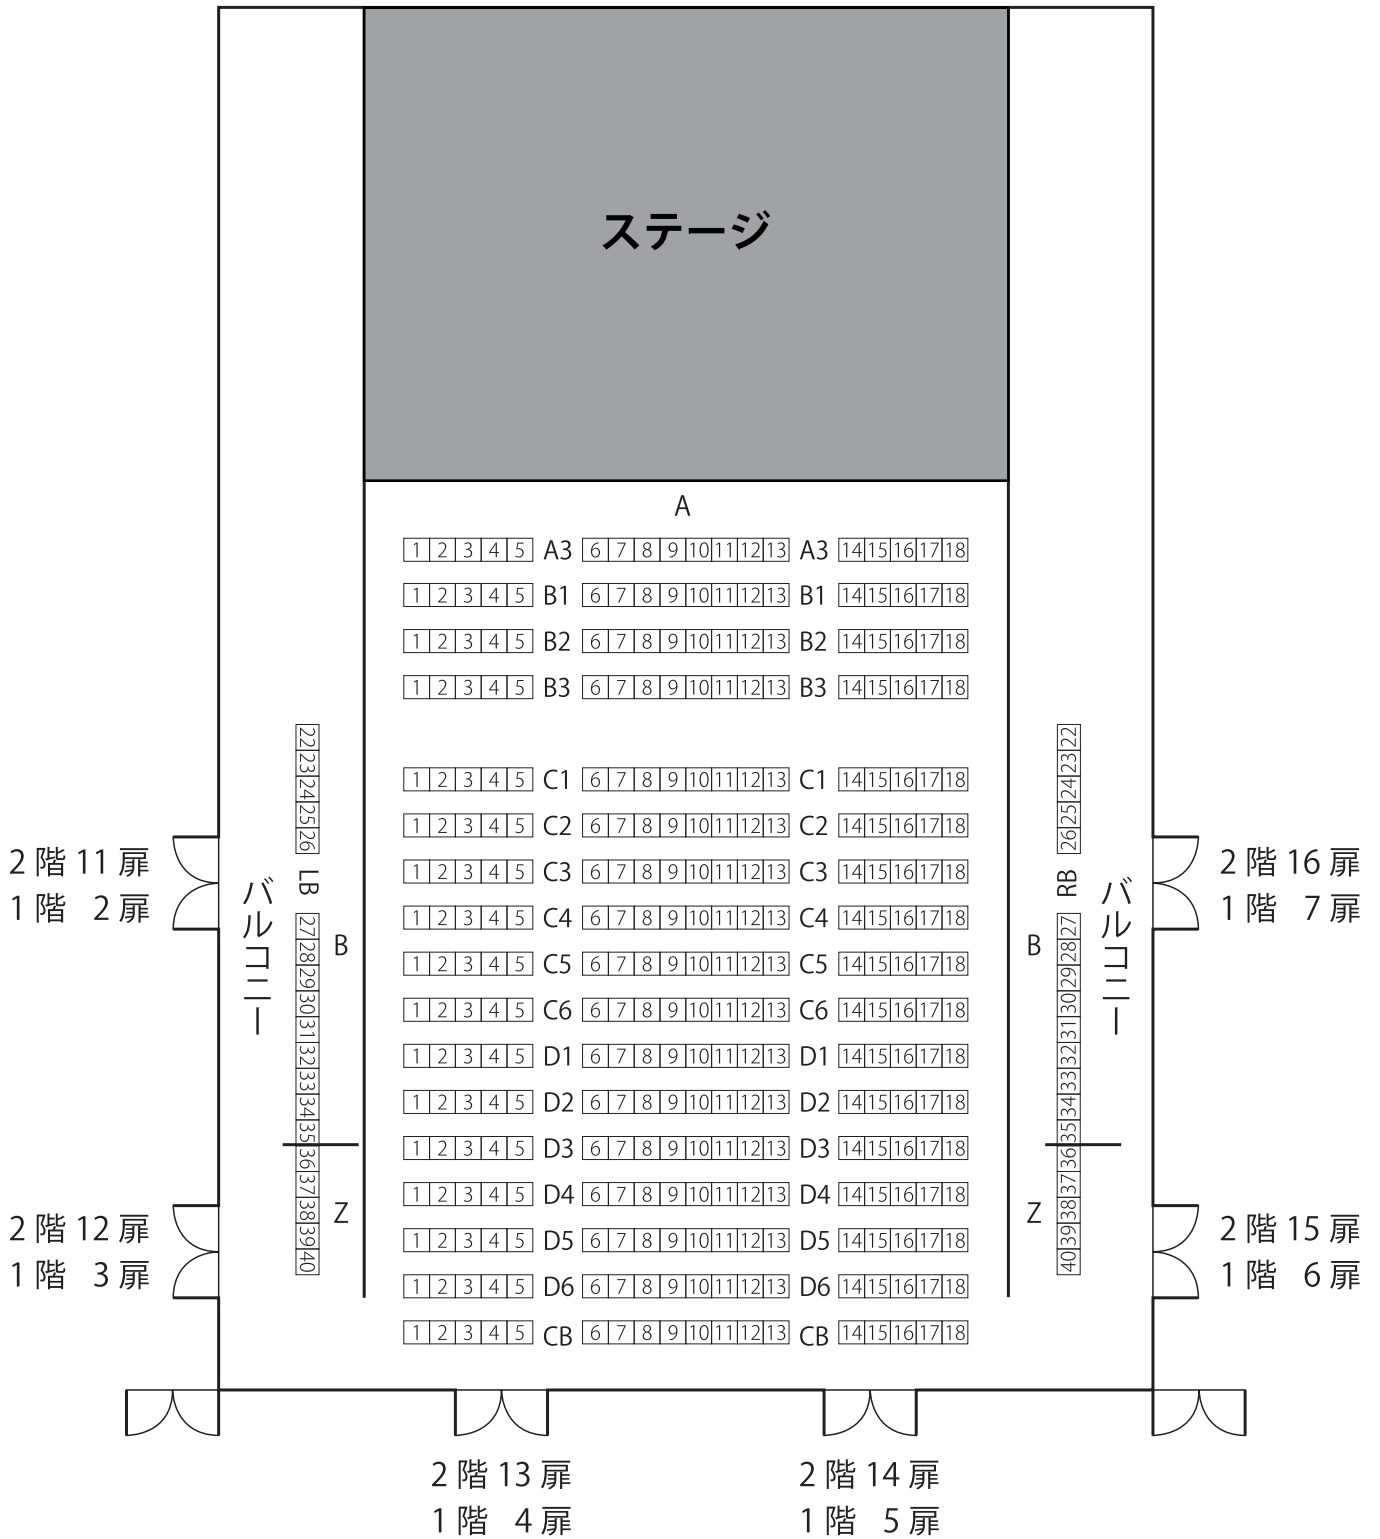 ステージ
A
1 2 3 4 5 A3 6 7 8 9 10 11 12 13 A3 14 15 16 17 18
1 2 3 4 5 B1 6 7 8 9 10 11 12 13 B1 14 15 16 17 18
1 2 3 4 5 B2 6 7 8 9 10 11 12 13 B2 14 15 16 17 18
1 2 3 4 5 B3 6 7 8 9 10 11 12 13 B3 14 15 16 17 18
1 2 3 4 5 C1 6 7 8 9 10 11 12 13 C1 14 15 16 17 18
1 2 3 4 5 C2 6 7 8 9 10 11 12 13 C2 14 15 16 17 18
1 2 3 4 5 C3 6 7 8 9 10 11 12 13 C3 14 15 16 17 18
1 2 3 4 5 C4 6 7 8 9 10 11 12 13 C4 14 15 16 17 18
1 2 3 4 5 C5 6 7 8 9 10 11 12 13 C5 14 15 16 17 18
1 2 3 4 5 C6 6 7 8 9 10 11 12 13 C6 14 15 16 17 18
1 2 3 4 5 D1 6 7 8 9 10 11 12 13 D1 14 15 16 17 18
1 2 3 4 5 D2 6 7 8 9 10 11 12 13 D2 14 15 16 17 18
1 2 3 4 5 D3 6 7 8 9 10 11 12 13 D3 14 15 16 17 18
1 2 3 4 5 D4 6 7 8 9 10 11 12 13 D4 14 15 16 17 18
1 2 3 4 5 D5 6 7 8 9 10 11 12 13 D5 14 15 16 17 18
1 2 3 4 5 D6 6 7 8 9 10 11 12 13 D6 14 15 16 17 18
1 2 3 4 5 CB 6 7 8 9 10 11 12 13 CB 14 15 16 17 18
22 23 24 25 26 LB 27 28 29 30 31 32 33 34 35 36 37 38 39 40
バルコニー
B
Z
22 23 24 25 26 RB 27 28 29 30 31 32 33 34 35 36 37 38 39 40
バルコニー
B
Z
2階11扉
1階 2扉
2階12扉
1階 3扉
2階16扉
1階 7扉
2階15扉
1階 6扉
2階13扉
1階 4扉
2階14扉
1階 5扉